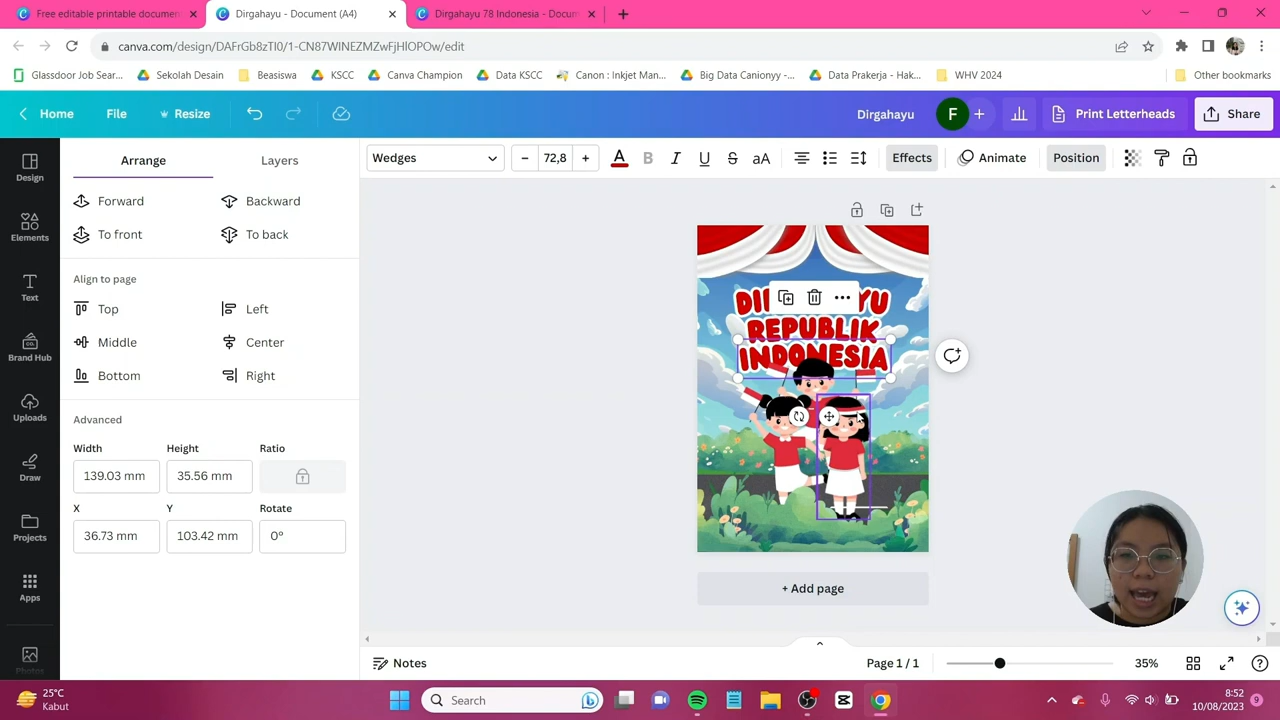 Free editable printable documen
Dirgahayu - Document (A4)
Dirgahayu 78 Indonesia - Docum
canva.com/design/DAFrGb8zTI0/1-CN87WINEZMZwFjHlOPOw/edit
Glassdoor Job Sear...
Sekolah Desain
Beasiswa
KSCC
Canva Champion
Data KSCC
Canon : Inkjet Man...
Big Data Canionyy -...
Data Prakerja - Hak...
WHV 2024
Other bookmarks
Home
File
Resize
Dirgahayu
F
Print Letterheads
Share
Arrange
Layers
Wedges
72,8
A
B
I
U
S
aA
Effects
Animate
Position
Design
Elements
Text
Brand Hub
Uploads
Draw
Projects
Apps
Photos
Forward
Backward
To front
To back
Align to page
Top
Left
Middle
Center
Bottom
Right
Advanced
Width
Height
Ratio
139.03 mm
35.56 mm
X
Y
Rotate
36.73 mm
103.42 mm
0°
REPUBLIK
INDONESIA
+ Add page
Notes
Page 1 / 1
35%
25°C
Kabut
Search
8:52
10/08/2023
9